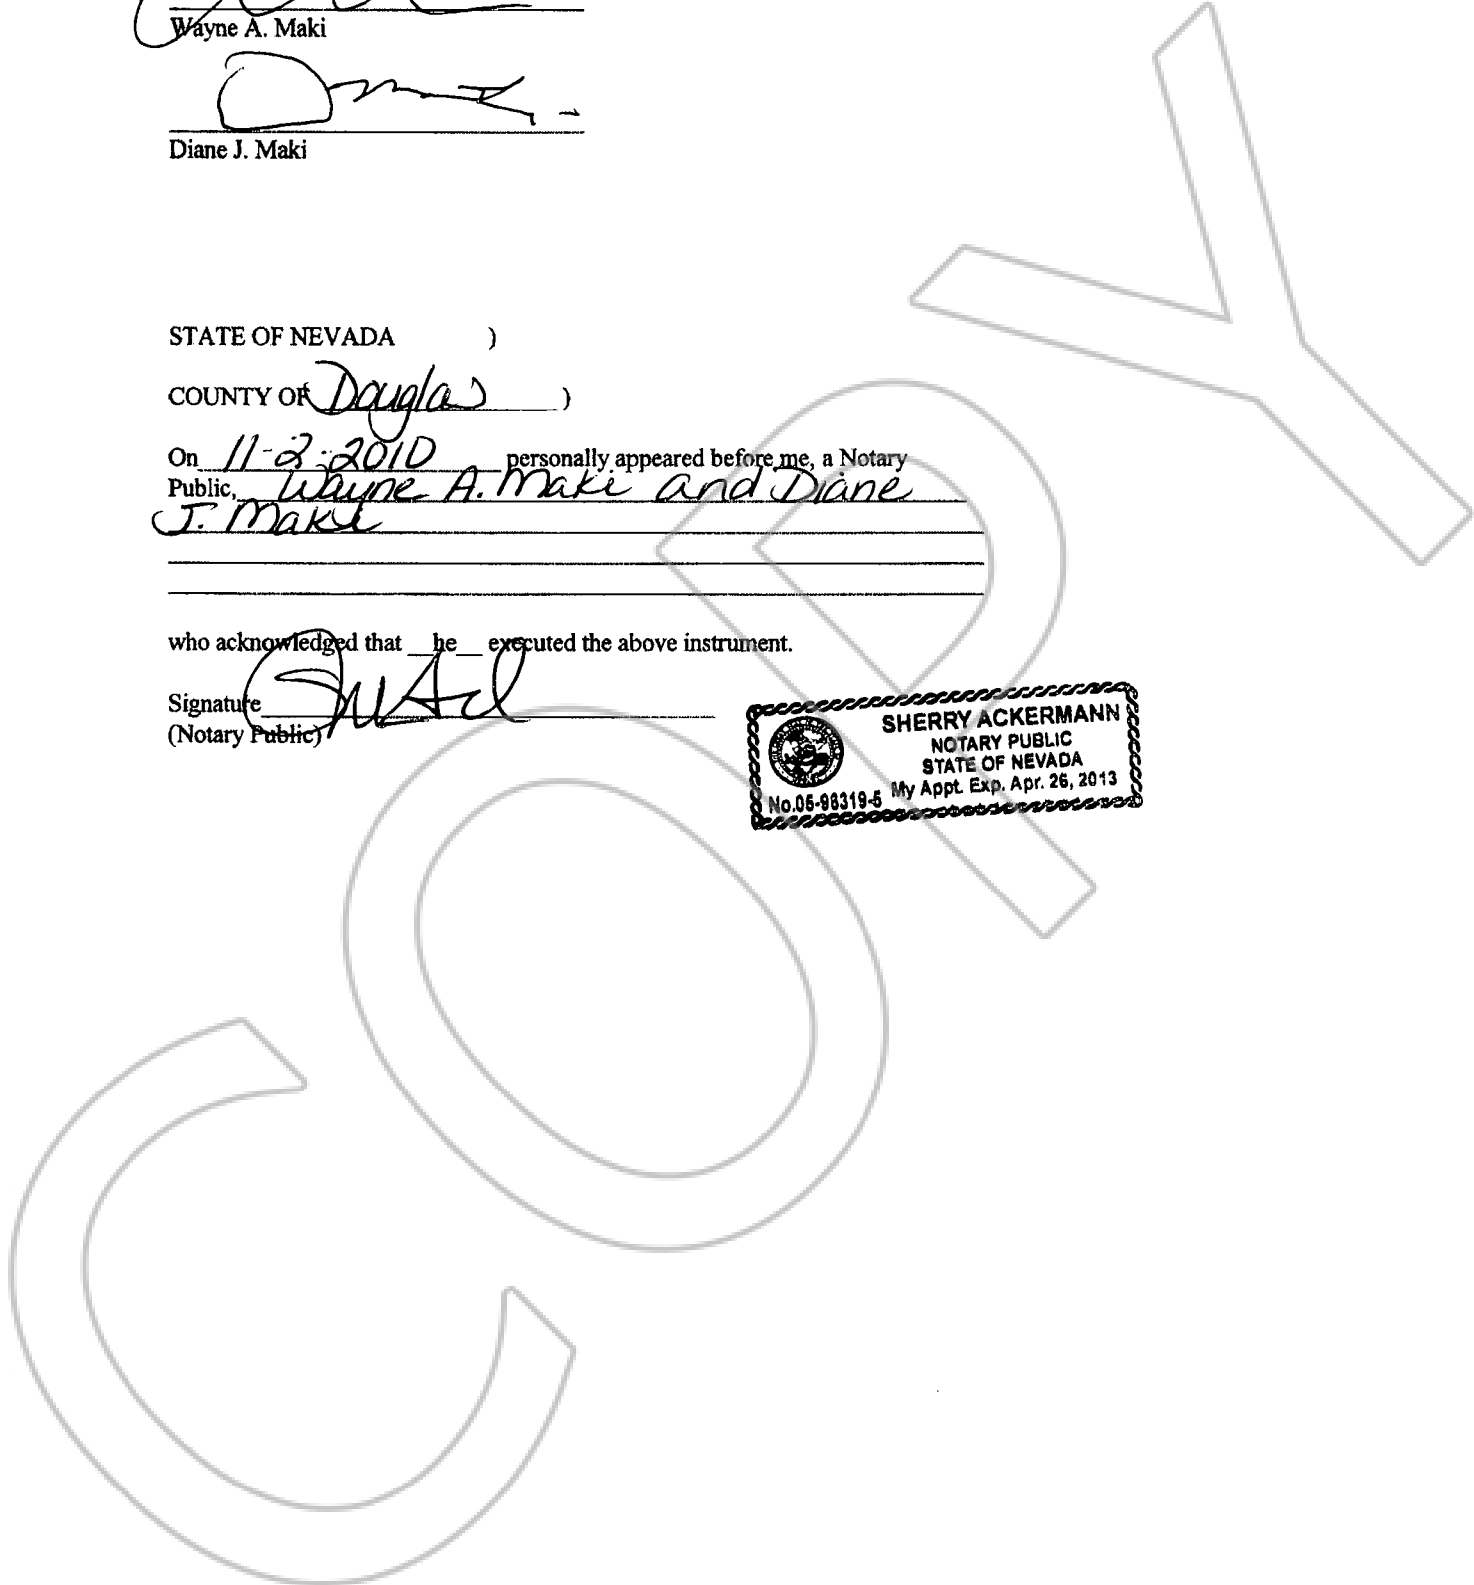 Wayne A. Maki
Diane J. Maki
STATE OF NEVADA )
COUNTY OF Douglas )
On 11-2-2010 personally appeared before me, a Notary
Public, Wayne A. Maki and Diane
J. Maki
who acknowledged that __he__ executed the above instrument.
Signature
(Notary Public)
SHERRY ACKERMANN
NOTARY PUBLIC
STATE OF NEVADA
My Appt. Exp. Apr. 26, 2013
No.05-98319-5
COPY